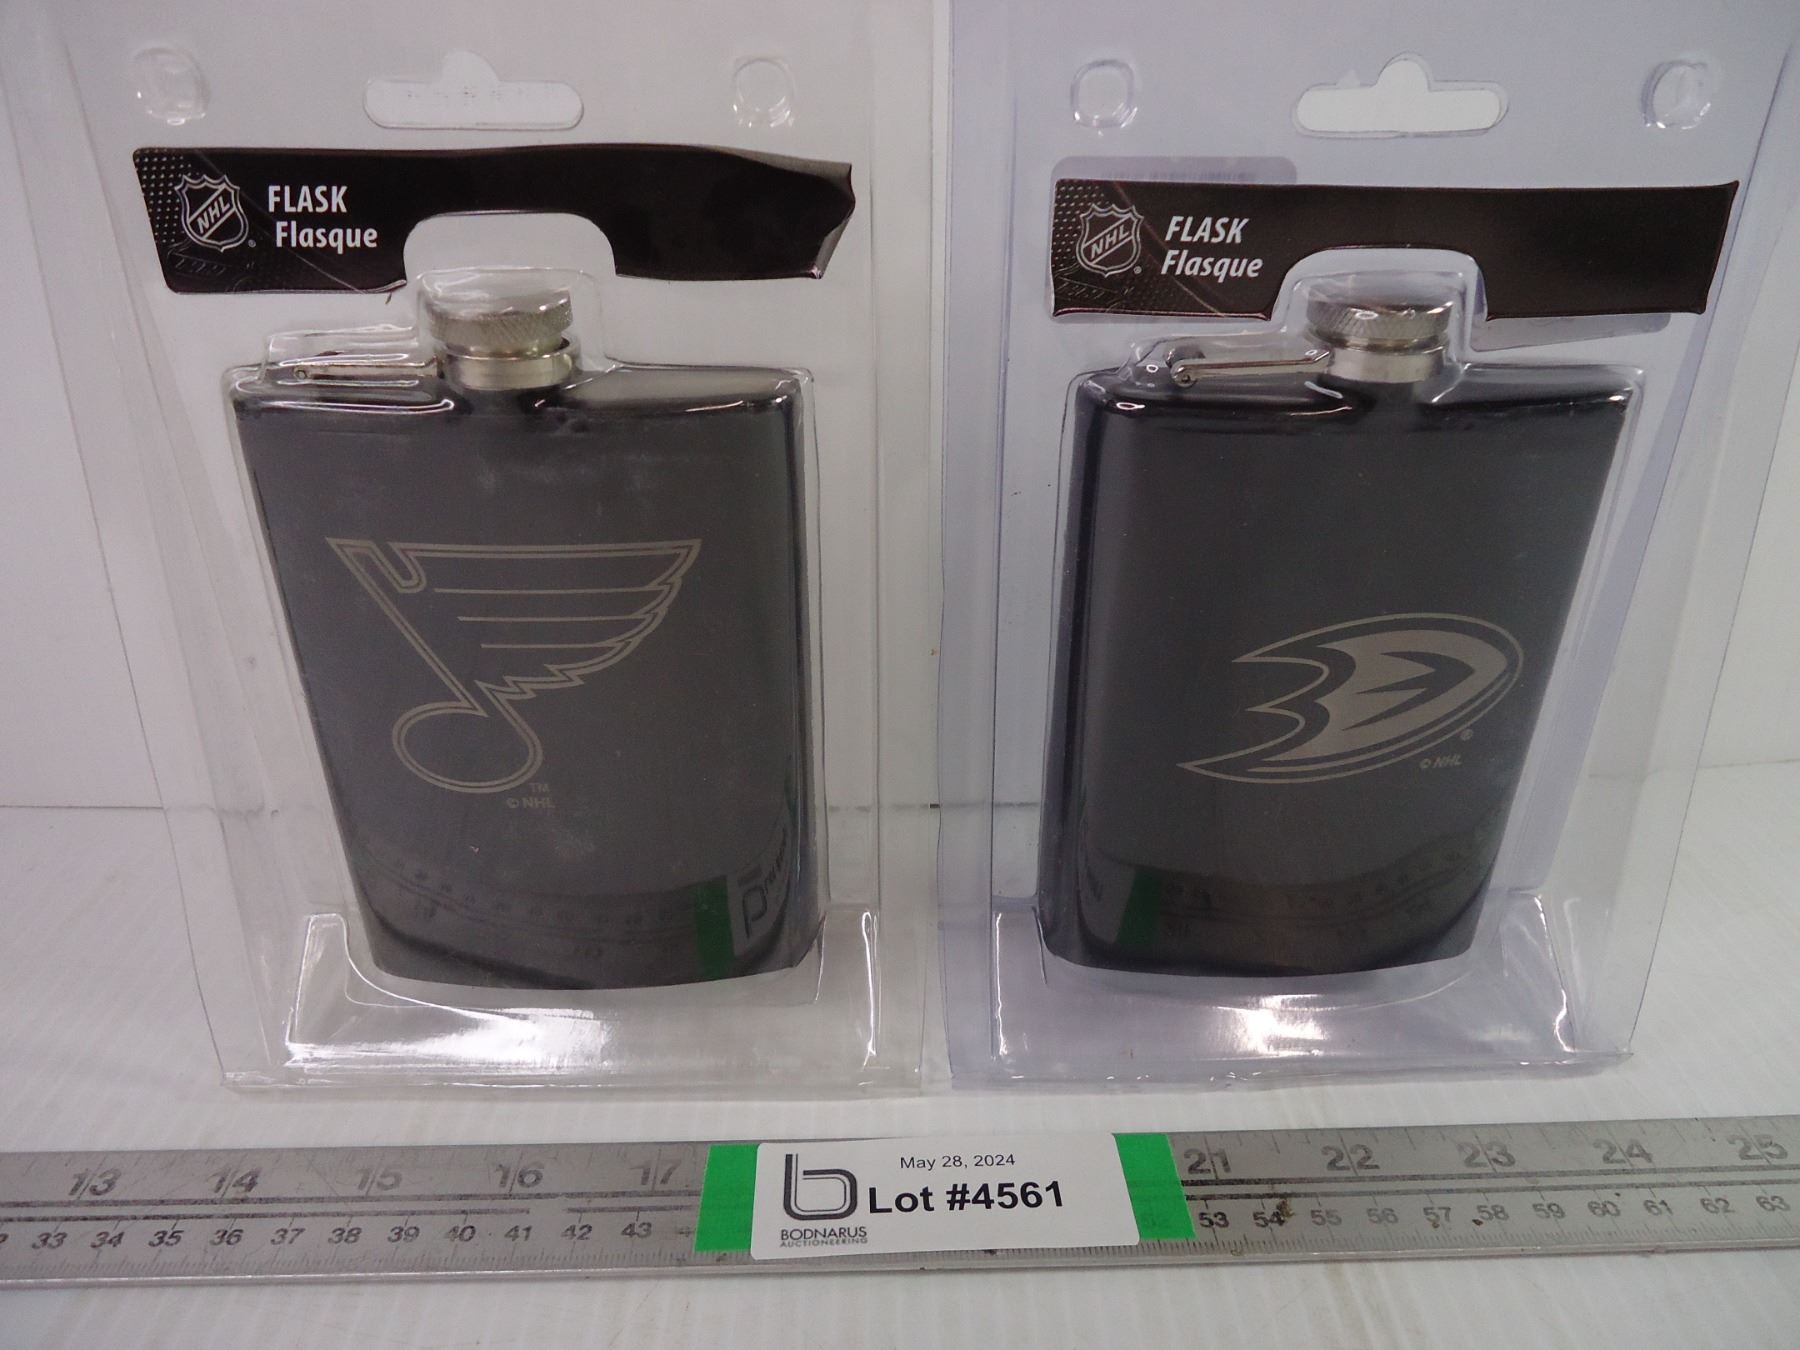 NHL
FLASK
Flasque
NHL
FLASK
Flasque
TM
© NHL
®
© NHL
13 14 15 16 17 21 22 23 24 25
33 34 35 36 37 38 39 40 41 42 43 52 53 54 55 56 57 58 59 60 61 62 63
May 28, 2024
Lot #4561
BODNARUS
AUCTIONEERING